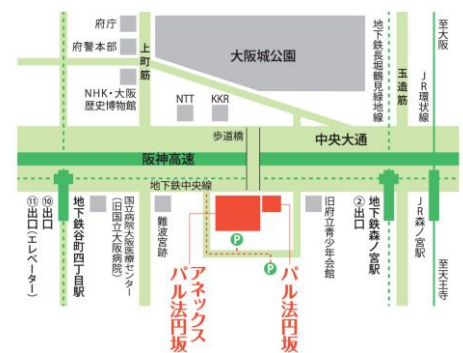 府庁
府警本部
NHK・大阪
歴史博物館
上町筋
大阪城公園
NTT
KKR
地下鉄長堀鶴見緑地線
玉造筋
JR環状線
至大阪
歩道橋
中央大通
阪神高速
地下鉄中央線
⑪出口(エレベーター)
⑩出口
地下鉄谷町四丁目駅
国立病院大阪医療センター
(旧国立大阪病院)
難波宮跡
P
P
アネックス
パル法円坂
パル法円坂
旧府立青少年会館
②出口
地下鉄森ノ宮駅
JR森ノ宮駅
至天王寺